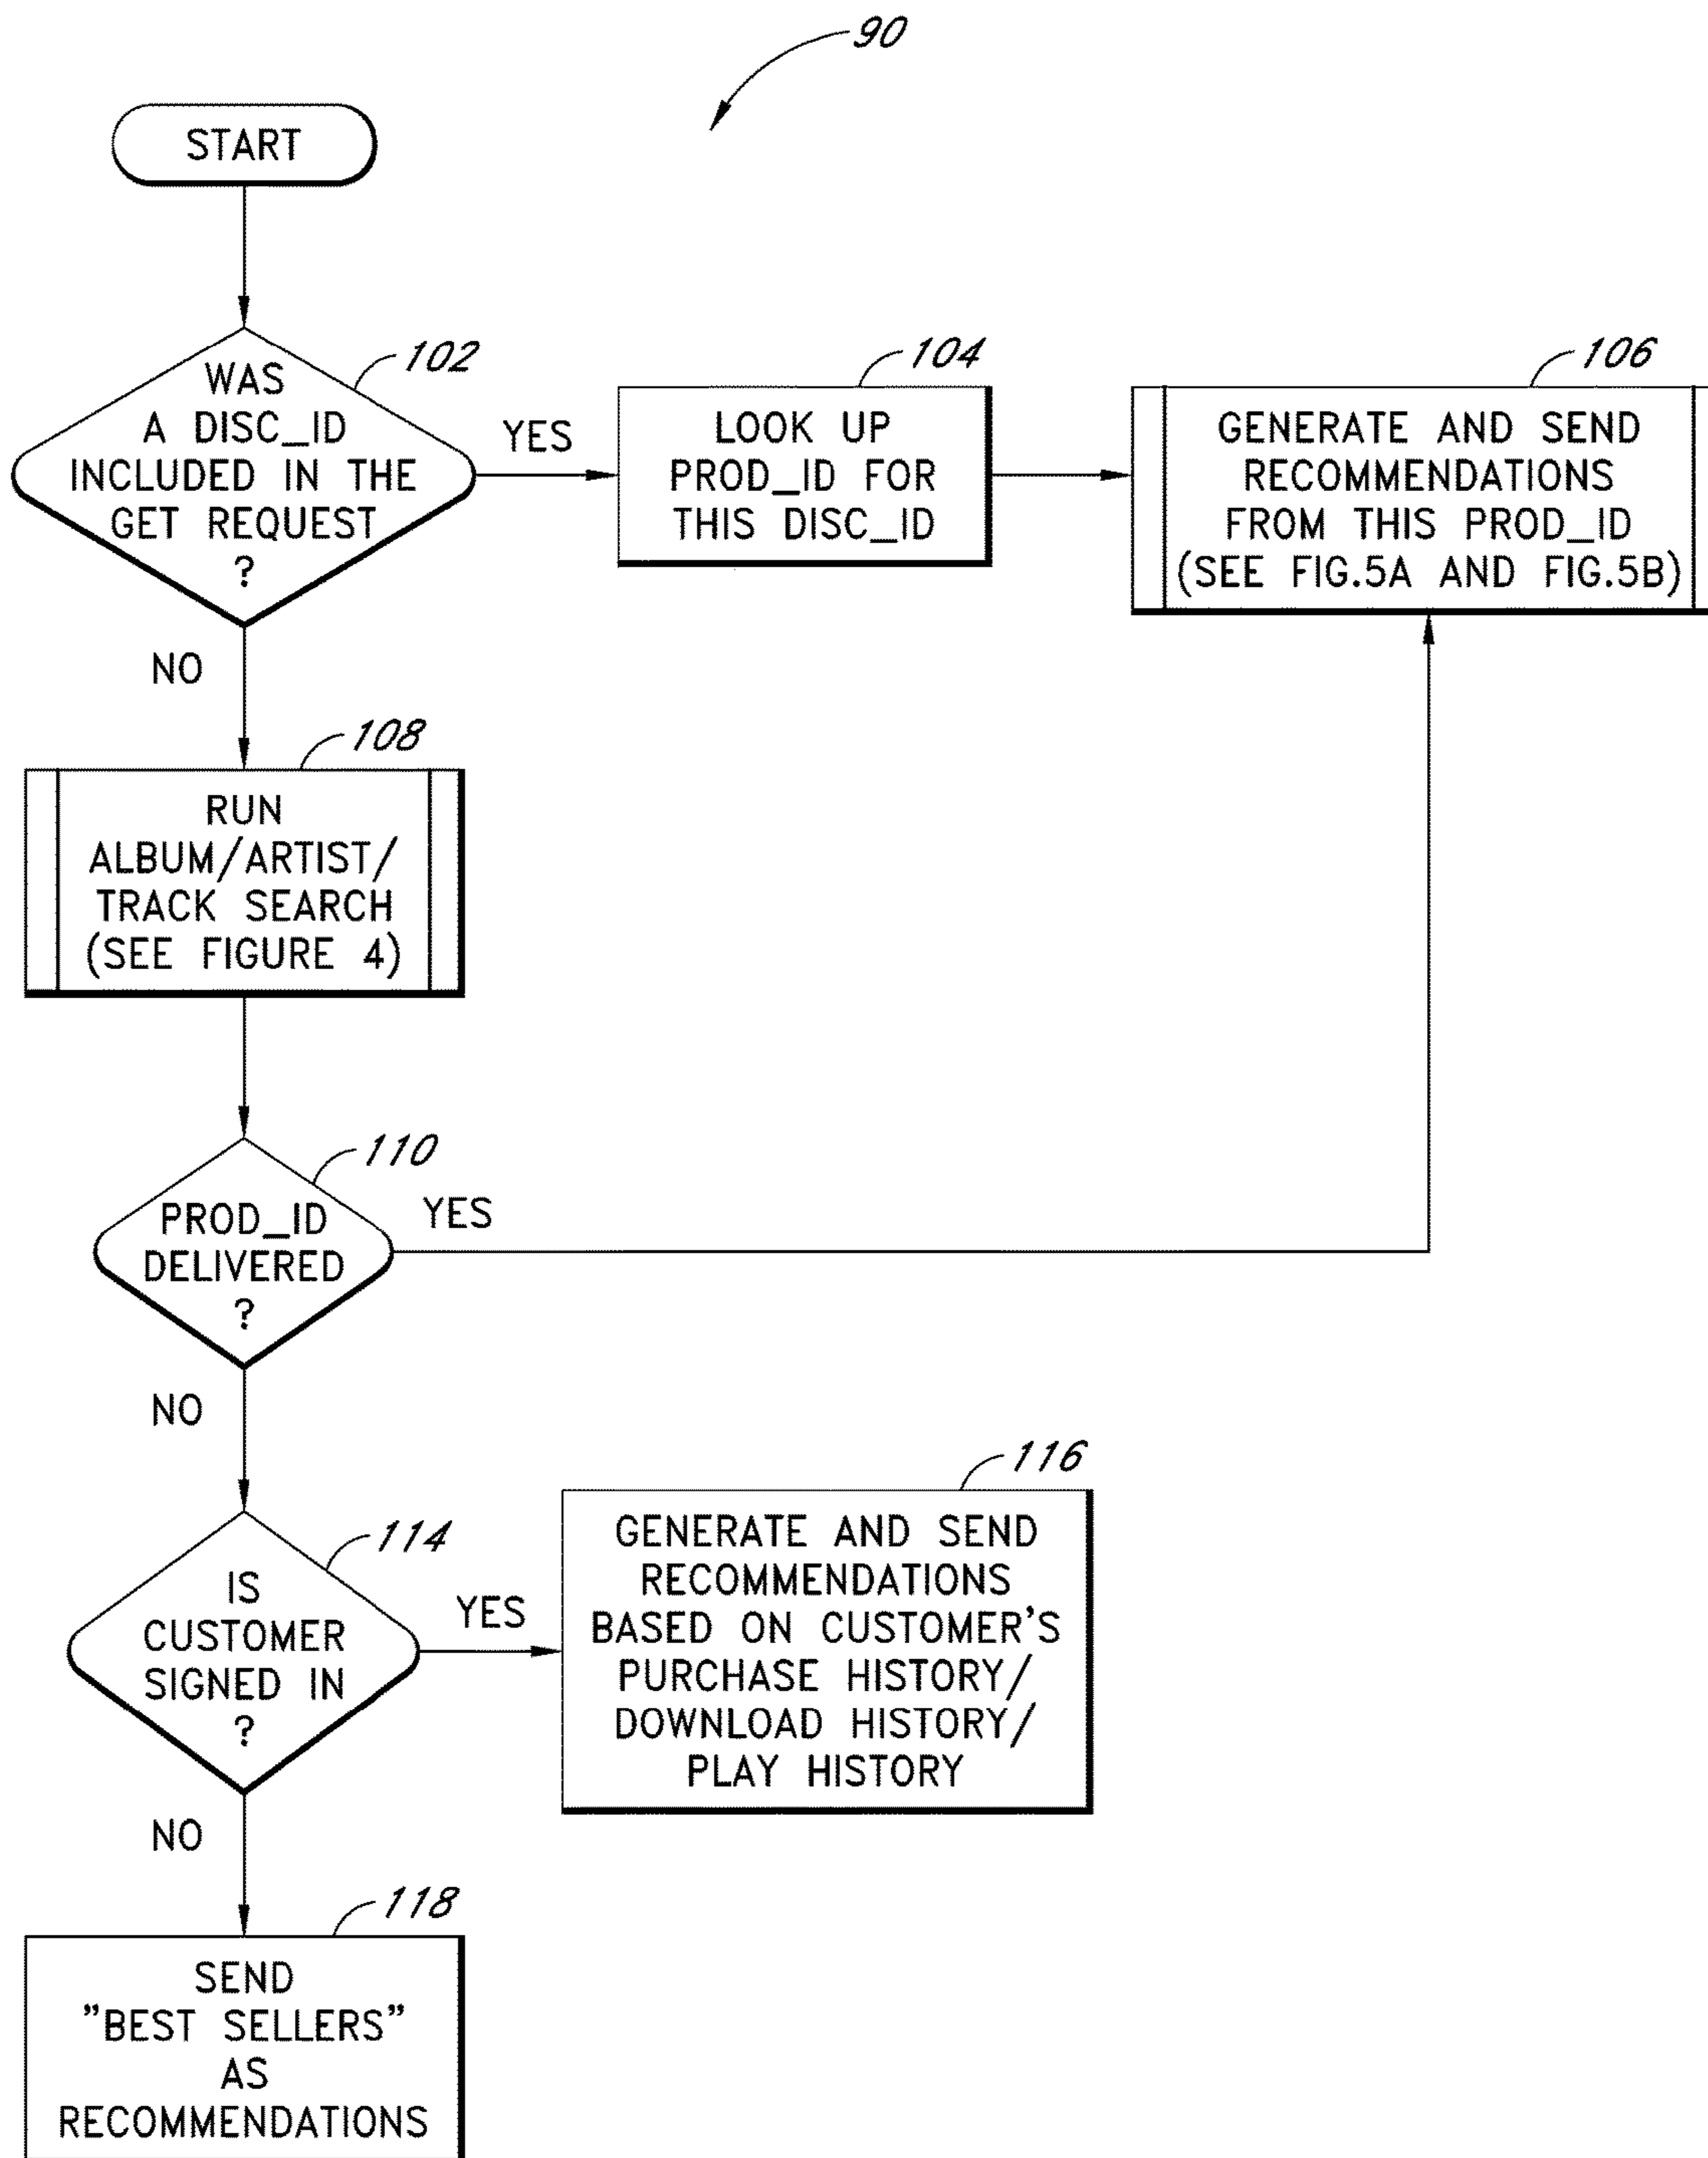 90
START
102
WAS
A DISC_ID
INCLUDED IN THE
GET REQUEST
?
YES
104
LOOK UP
PROD_ID FOR
THIS DISC_ID
106
GENERATE AND SEND
RECOMMENDATIONS
FROM THIS PROD_ID
(SEE FIG.5A AND FIG.5B)
NO
108
RUN
ALBUM/ARTIST/
TRACK SEARCH
(SEE FIGURE 4)
110
PROD_ID
DELIVERED
?
YES
NO
114
IS
CUSTOMER
SIGNED IN
?
YES
116
GENERATE AND SEND
RECOMMENDATIONS
BASED ON CUSTOMER'S
PURCHASE HISTORY/
DOWNLOAD HISTORY/
PLAY HISTORY
NO
118
SEND
"BEST SELLERS"
AS
RECOMMENDATIONS